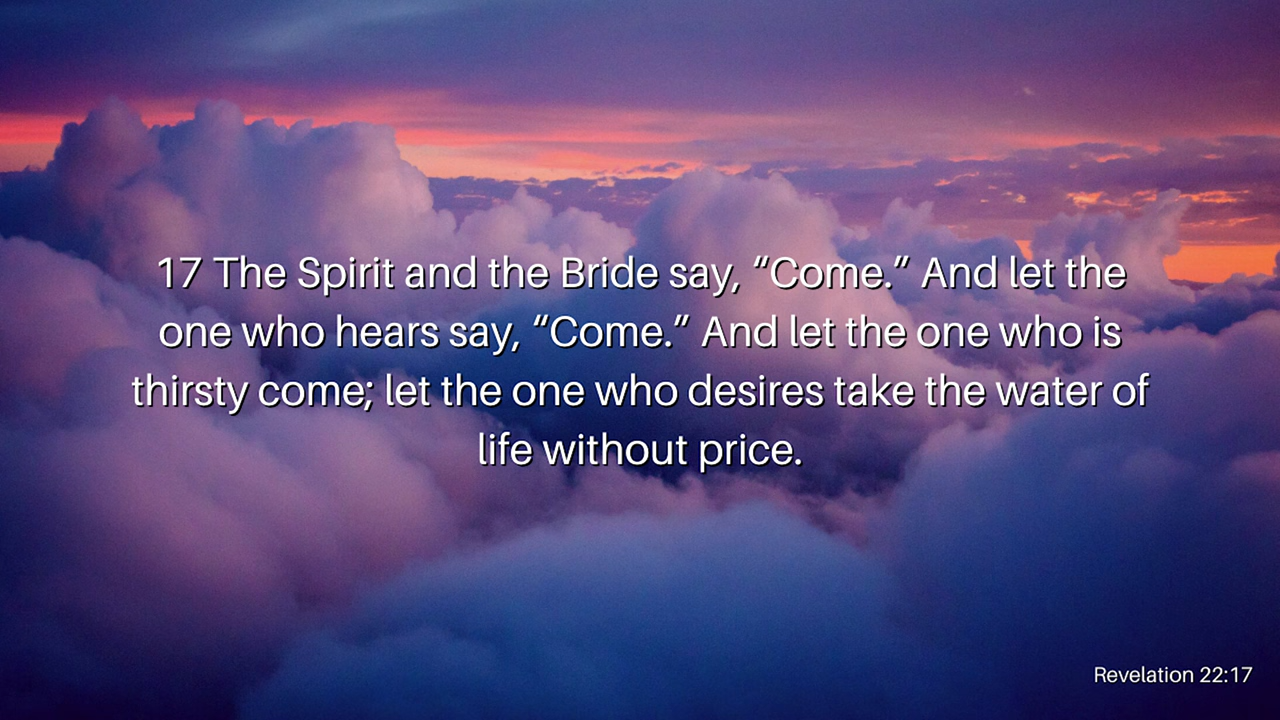 17 The Spirit and the Bride say, “Come.” And let the
one who hears say, “Come.” And let the one who is
thirsty come; let the one who desires take the water of
life without price.
Revelation 22:17